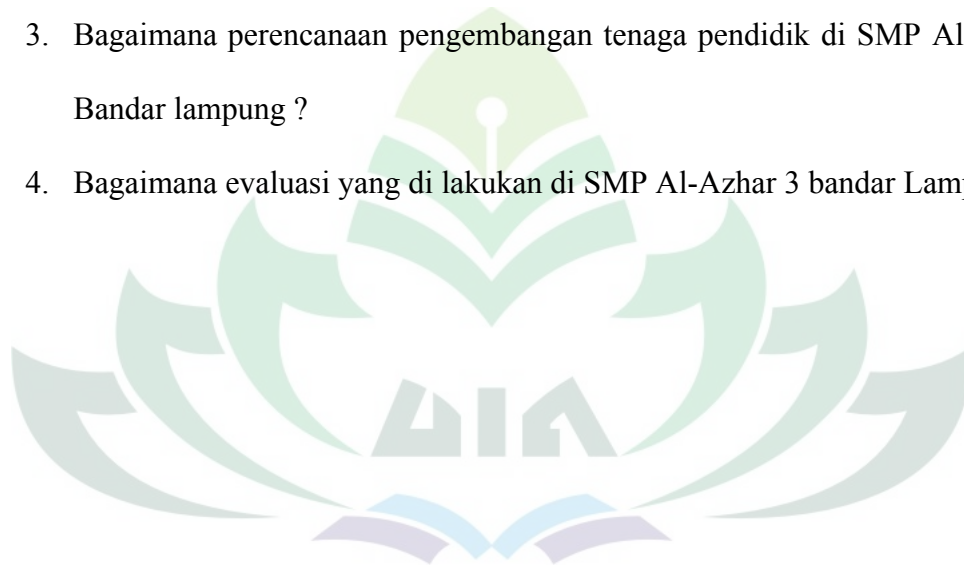 3. Bagaimana perencanaan pengembangan tenaga pendidik di SMP Al
Bandar lampung ?
4. Bagaimana evaluasi yang di lakukan di SMP Al-Azhar 3 bandar Lam
UIN